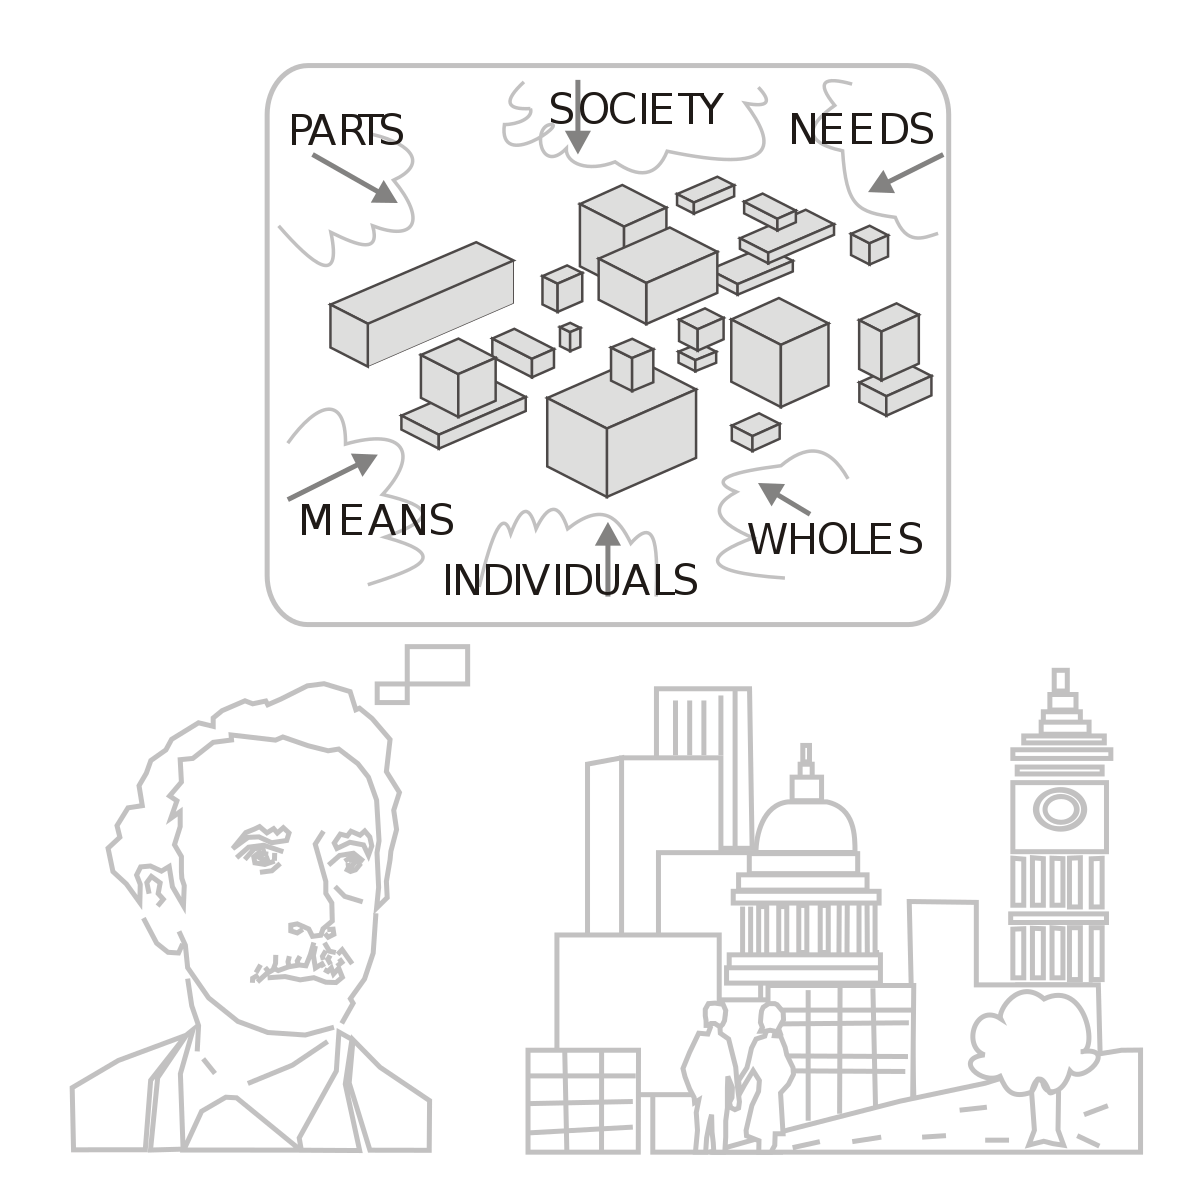 SOCIETY
PARTS
NEEDS
MEANS
WHOLES
INDIVIDUALS